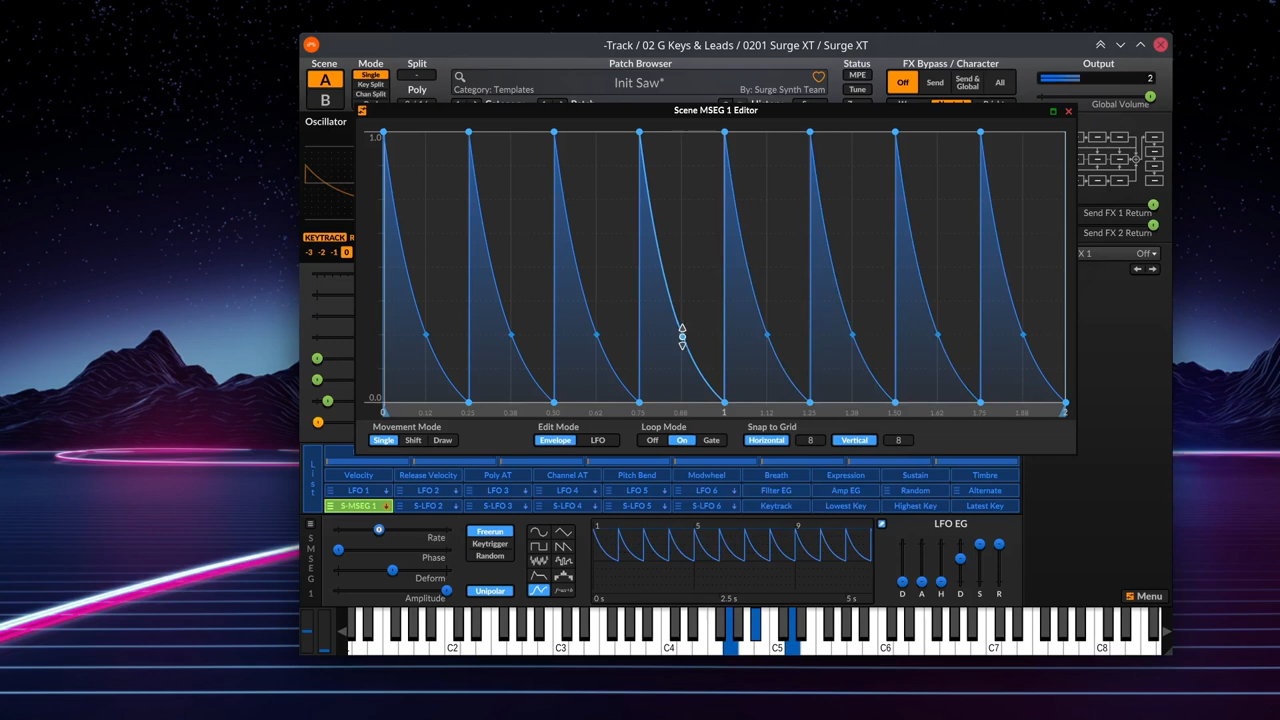 -Track / 02 G Keys & Leads / 0201 Surge XT / Surge XT
Scene Mode Split Patch Browser Status FX Bypass / Character Output
A Single - Init Saw* MPE Off Send Send & Global All 2
Key Split
B Chan Split Poly Category: Templates By: Surge Synth Team Tune Global Volume
Oscillator Scene MSEG 1 Editor
1.0
Send FX 1 Return
Send FX 2 Return
KEYTRACK
-3 -2 -1 0 Off
0.0
0 0.12 0.25 0.38 0.50 0.62 0.75 0.88 1 1.12 1.25 1.38 1.50 1.62 1.75 1.88 2
Movement Mode Edit Mode Loop Mode Snap to Grid
Single Shift Draw Envelope LFO Off On Gate Horizontal 8 Vertical 8
List
Velocity Release Velocity Poly AT Channel AT Pitch Bend Modwheel Breath Expression Sustain Timbre
LFO 1 LFO 2 LFO 3 LFO 4 LFO 5 LFO 6 Filter EG Amp EG Random Alternate
S-MSEG 1 S-LFO 2 S-LFO 3 S-LFO 4 S-LFO 5 S-LFO 6 Keytrack Lowest Key Highest Key Latest Key
SMSEG 1
Rate Freerun 1 5 9 LFO EG
Phase Keytrigger
Random
Deform
Amplitude Unipolar 0 s 2.5 s 5 s D A H D S R
Menu
C2 C3 C4 C5 C6 C7 C8